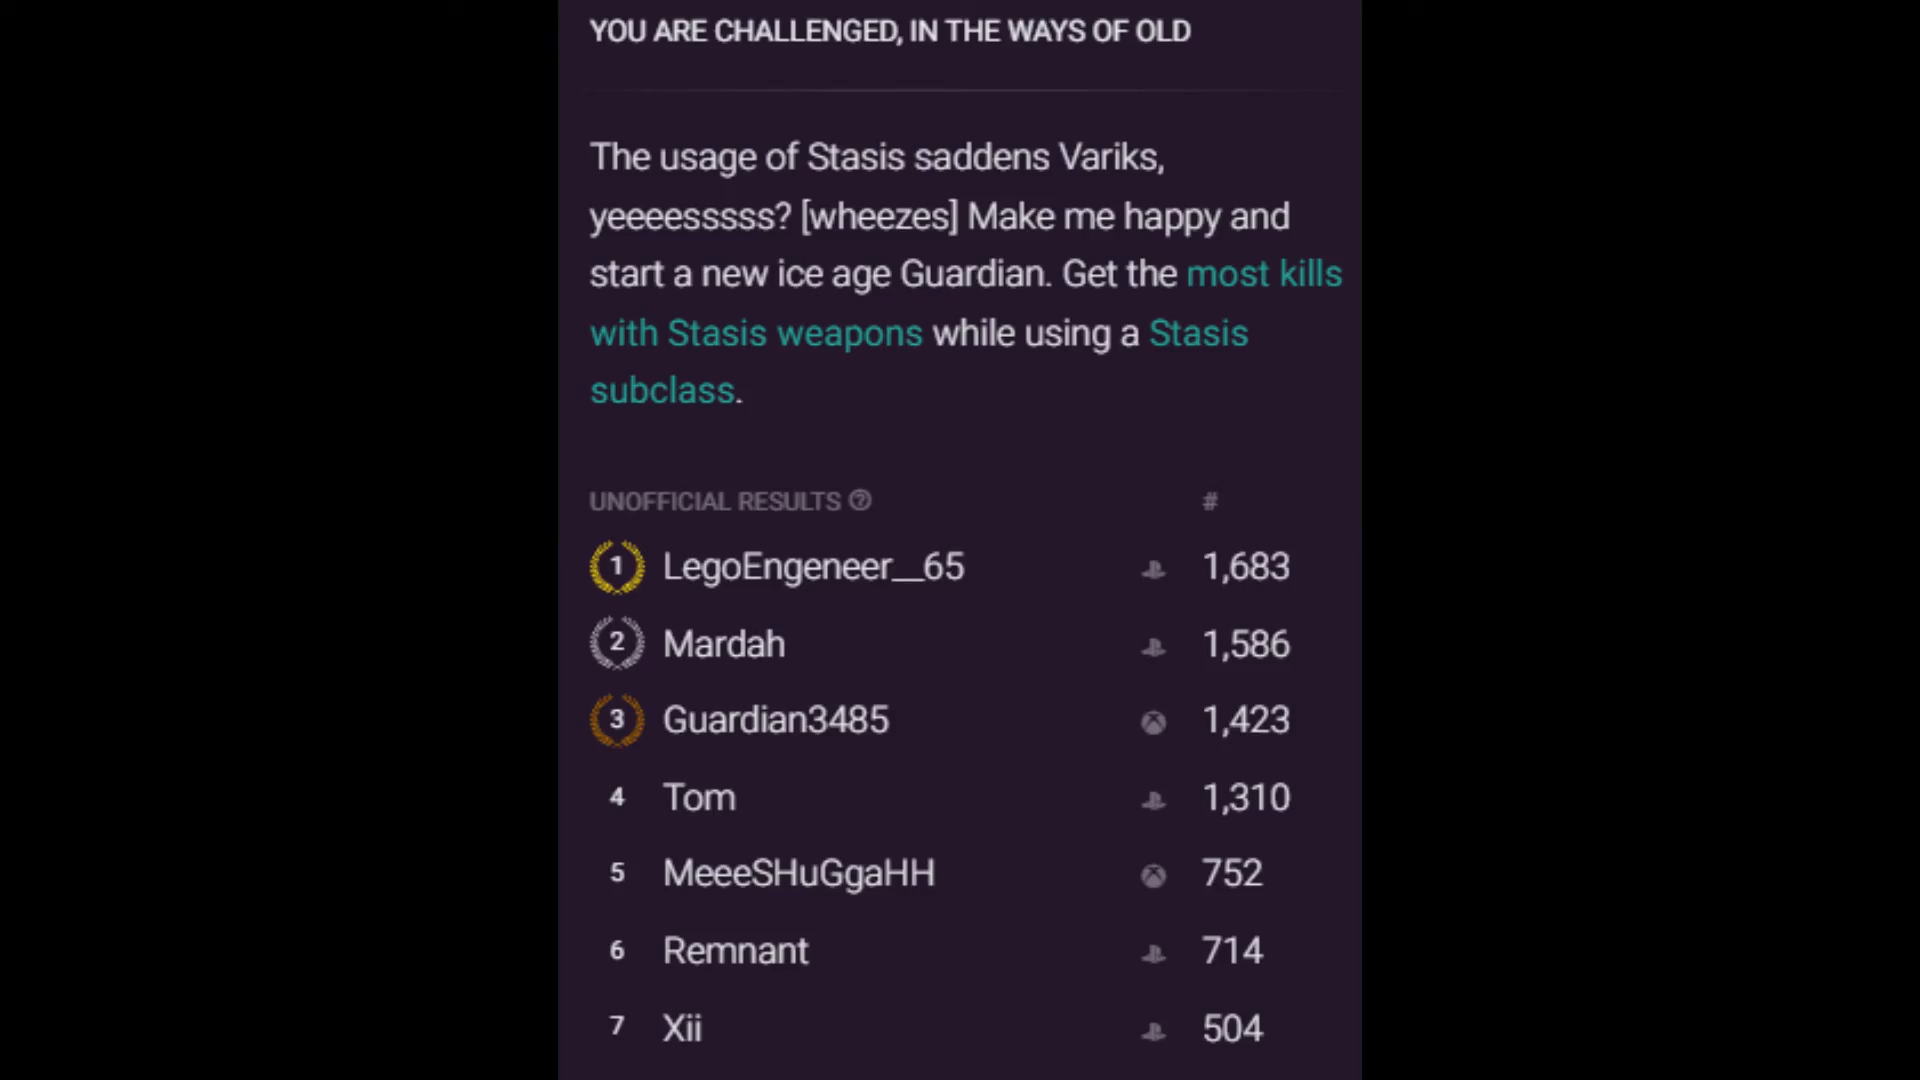 YOU ARE CHALLENGED, IN THE WAYS OF OLD
The usage of Stasis saddens Variks,
yeeeesssss? [wheezes] Make me happy and
start a new ice age Guardian. Get the most kills
with Stasis weapons while using a Stasis
subclass.
UNOFFICIAL RESULTS ? #
1 LegoEngeneer__65 1,683
2 Mardah 1,586
3 Guardian3485 1,423
4 Tom 1,310
5 MeeeSHuGgaHH 752
6 Remnant 714
7 Xii 504